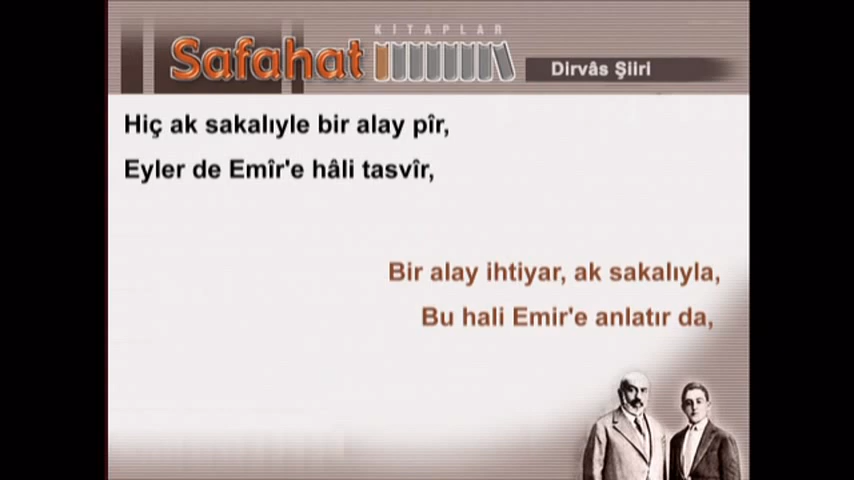 KİTAPLAR
Safahat
Dirvâs Şiiri
Hiç ak sakalıyle bir alay pîr,
Eyler de Emîr'e hâli tasvîr,
Bir alay ihtiyar, ak sakalıyla,
Bu hali Emir'e anlatır da,